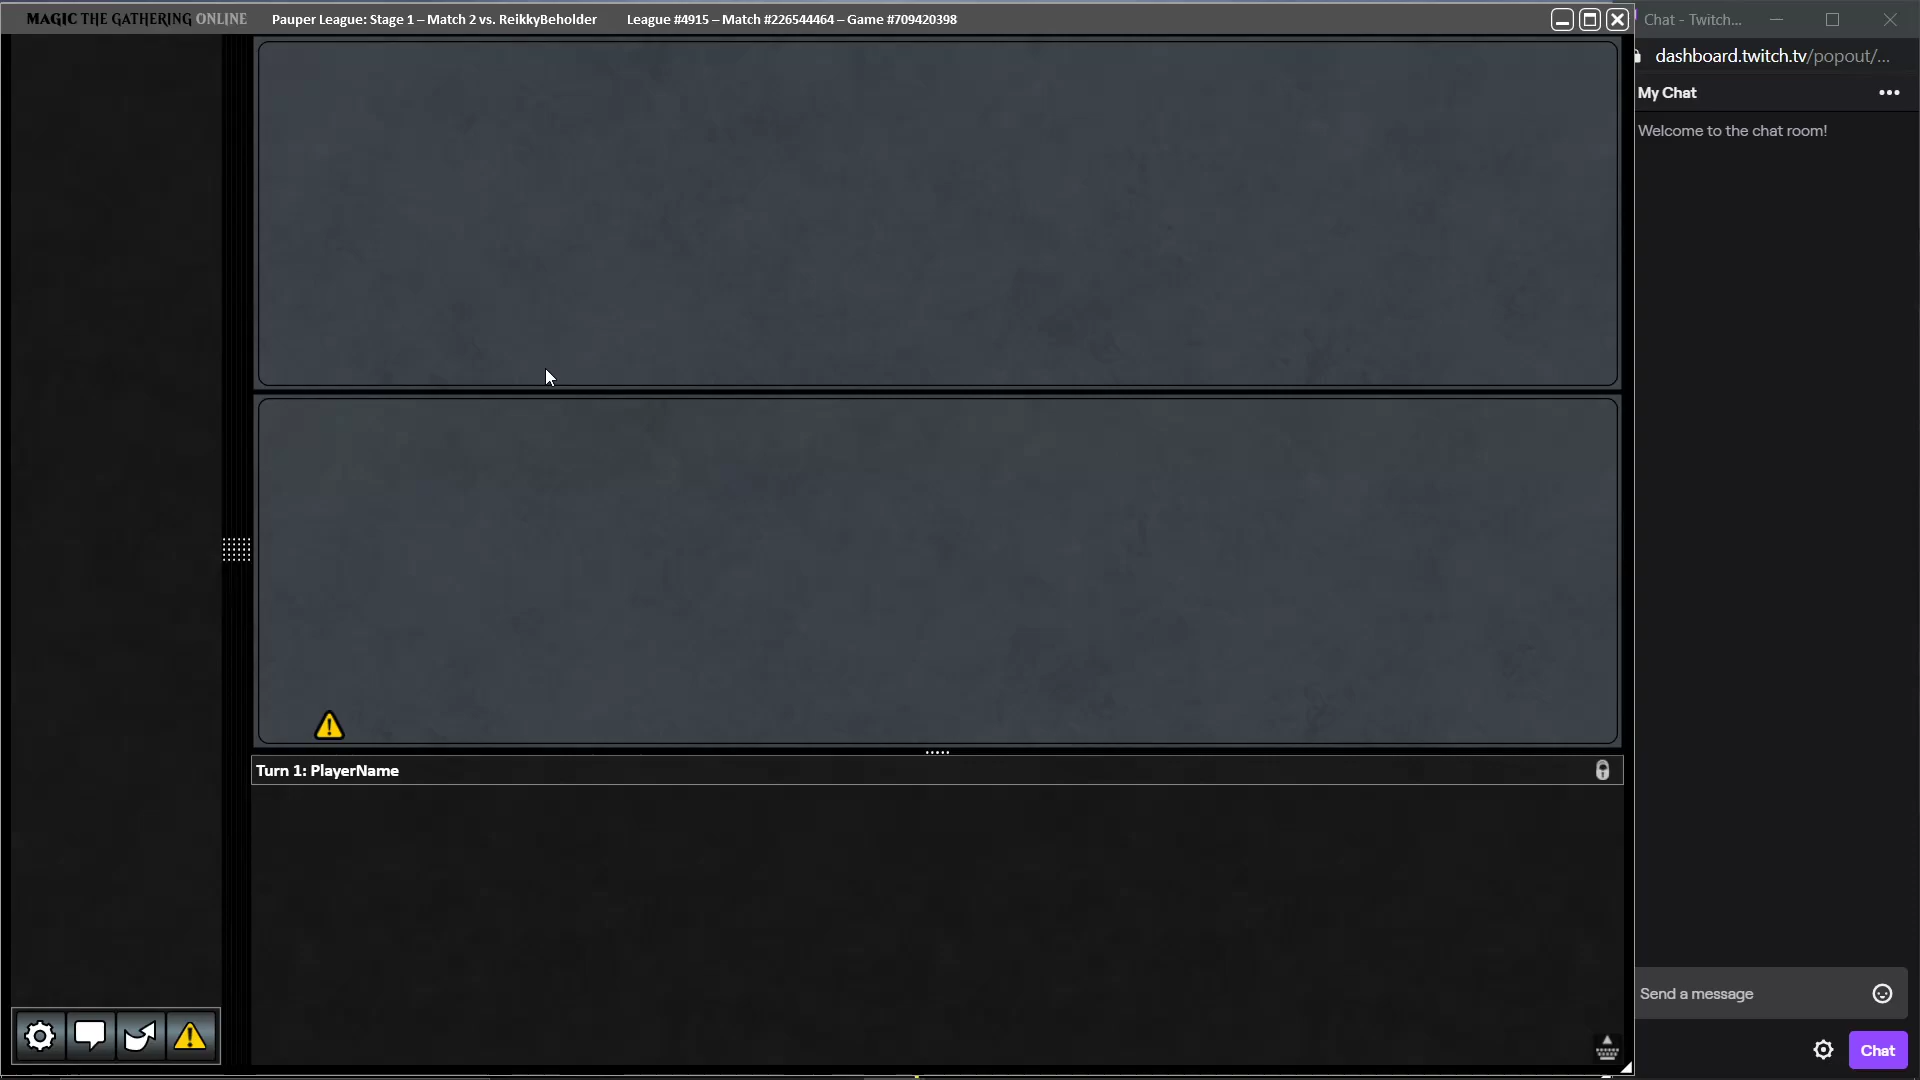 MAGIC THE GATHERING ONLINE
Pauper League: Stage 1 – Match 2 vs. ReikkyBeholder
League #4915 – Match #226544464 – Game #709420398
Chat - Twitch...
dashboard.twitch.tv/popout/...
My Chat
Welcome to the chat room!
Turn 1: PlayerName
Send a message
Chat